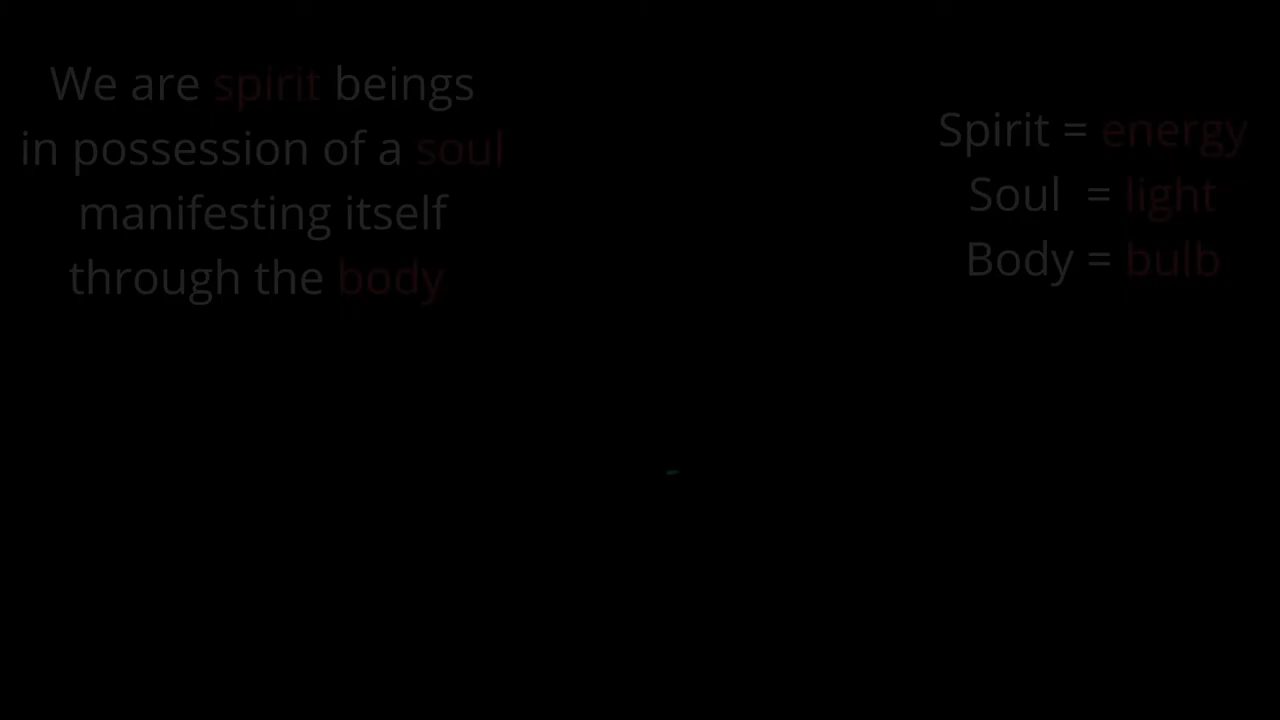 We are spirit beings
in possession of a soul
manifesting itself
through the body
Spirit = energy
Soul = light
Body = bulb